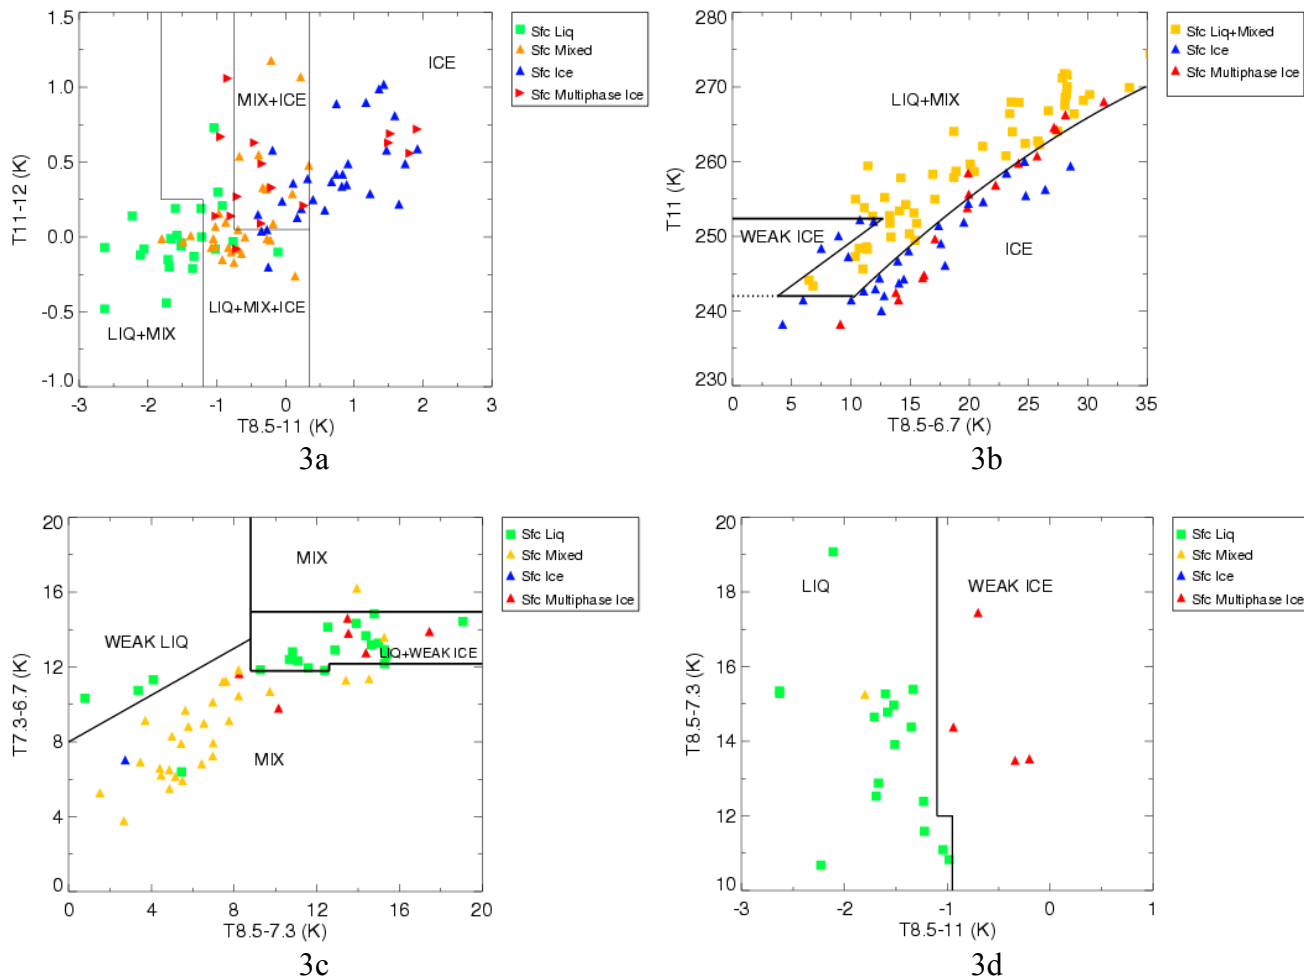 1.5
1.0
0.5
0.0
-0.5
-1.0
T11-12 (K)
-3
-2
-1
0
1
2
3
T8.5-11 (K)
ICE
MIX+ICE
LIQ+MIX+ICE
LIQ+MIX
Sfc Liq
Sfc Mixed
Sfc Ice
Sfc Multiphase Ice
3a
280
270
260
250
240
230
T11 (K)
0
5
10
15
20
25
30
35
T8.5-6.7 (K)
LIQ+MIX
WEAK ICE
ICE
Sfc Liq+Mixed
Sfc Ice
Sfc Multiphase Ice
3b
20
16
12
8
4
0
T7.3-6.7 (K)
0
4
8
12
16
20
T8.5-7.3 (K)
MIX
WEAK LIQ
LIQ+WEAK ICE
MIX
Sfc Liq
Sfc Mixed
Sfc Ice
Sfc Multiphase Ice
3c
20
18
16
14
12
10
T8.5-7.3 (K)
-3
-2
-1
0
1
T8.5-11 (K)
LIQ
WEAK ICE
Sfc Liq
Sfc Mixed
Sfc Ice
Sfc Multiphase Ice
3d